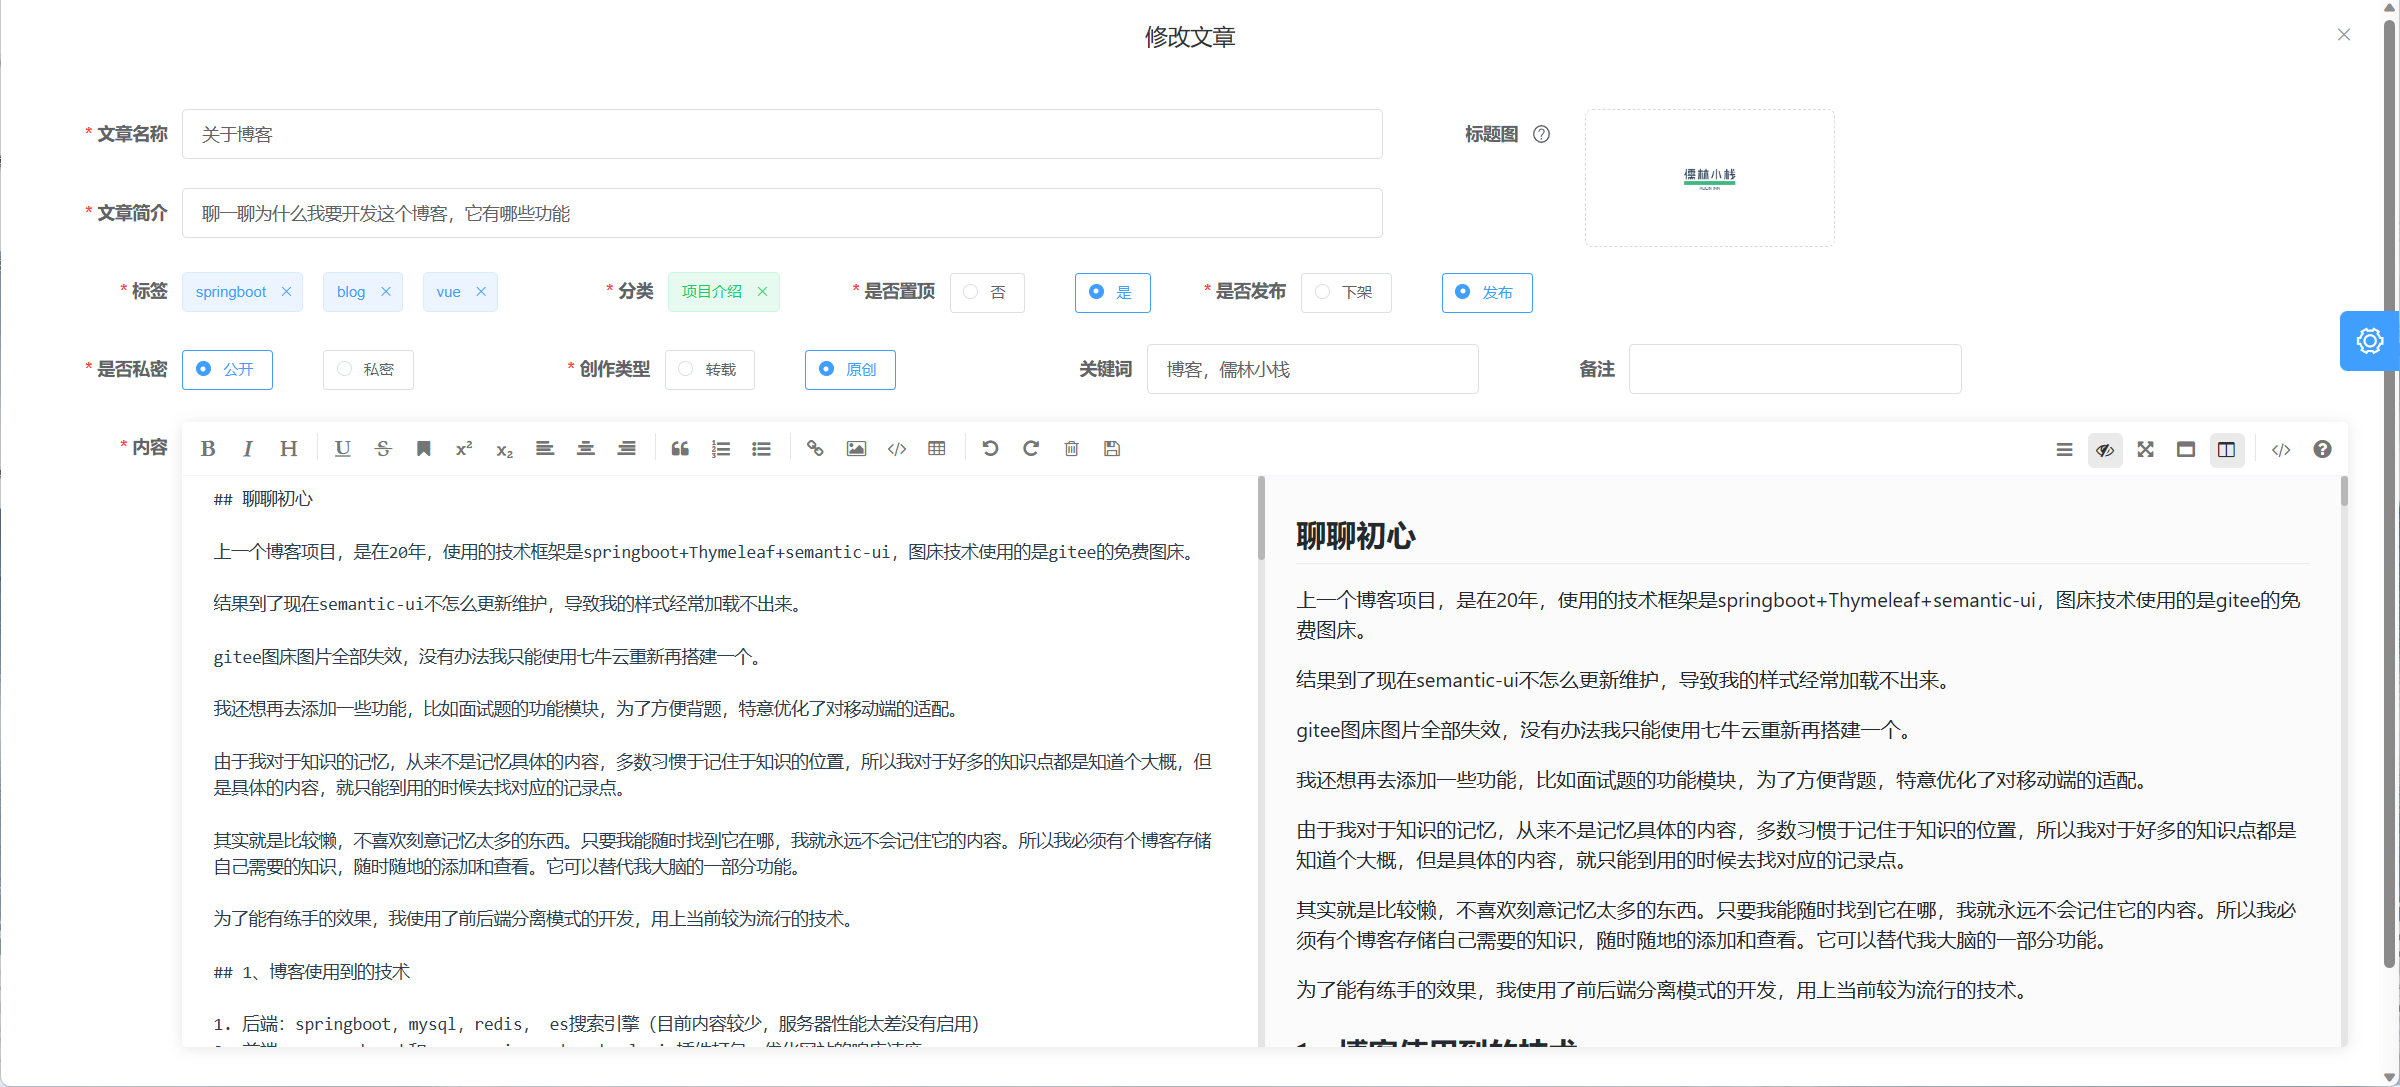 修改文章
* 文章名称 关于博客
标题图
儒林小栈
* 文章简介 聊一聊为什么我要开发这个博客，它有哪些功能
* 标签 springboot blog vue * 分类 项目介绍 * 是否置顶 否 是 * 是否发布 下架 发布
* 是否私密 公开 私密 * 创作类型 转载 原创 关键词 博客，儒林小栈 备注
* 内容
## 聊聊初心
上一个博客项目，是在20年，使用的技术框架是springboot+Thymeleaf+semantic-ui，图床技术使用的是gitee的免费图床。
结果到了现在semantic-ui不怎么更新维护，导致我的样式经常加载不出来。
gitee图床图片全部失效，没有办法我只能使用七牛云重新再搭建一个。
我还想再去添加一些功能，比如面试题的功能模块，为了方便背题，特意优化了对移动端的适配。
由于我对于知识的记忆，从来不是记忆具体的内容，多数习惯于记住于知识的位置，所以我对于好多的知识点都是知道个大概，但
是具体的内容，就只能到用的时候去找对应的记录点。
其实就是比较懒，不喜欢刻意记忆太多的东西。只要我能随时找到它在哪，我就永远不会记住它的内容。所以我必须有个博客存储
自己需要的知识，随时随地的添加和查看。它可以替代我大脑的一部分功能。
为了能有练手的效果，我使用了前后端分离模式的开发，用上当前较为流行的技术。
## 1、博客使用到的技术
1. 后端：springboot，mysql，redis， es搜索引擎（目前内容较少，服务器性能太差没有启用）
聊聊初心
上一个博客项目，是在20年，使用的技术框架是springboot+Thymeleaf+semantic-ui，图床技术使用的是gitee的免
费图床。
结果到了现在semantic-ui不怎么更新维护，导致我的样式经常加载不出来。
gitee图床图片全部失效，没有办法我只能使用七牛云重新再搭建一个。
我还想再去添加一些功能，比如面试题的功能模块，为了方便背题，特意优化了对移动端的适配。
由于我对于知识的记忆，从来不是记忆具体的内容，多数习惯于记住于知识的位置，所以我对于好多的知识点都是
知道个大概，但是具体的内容，就只能到用的时候去找对应的记录点。
其实就是比较懒，不喜欢刻意记忆太多的东西。只要我能随时找到它在哪，我就永远不会记住它的内容。所以我必
须有个博客存储自己需要的知识，随时随地的添加和查看。它可以替代我大脑的一部分功能。
为了能有练手的效果，我使用了前后端分离模式的开发，用上当前较为流行的技术。
1、博客使用到的技术